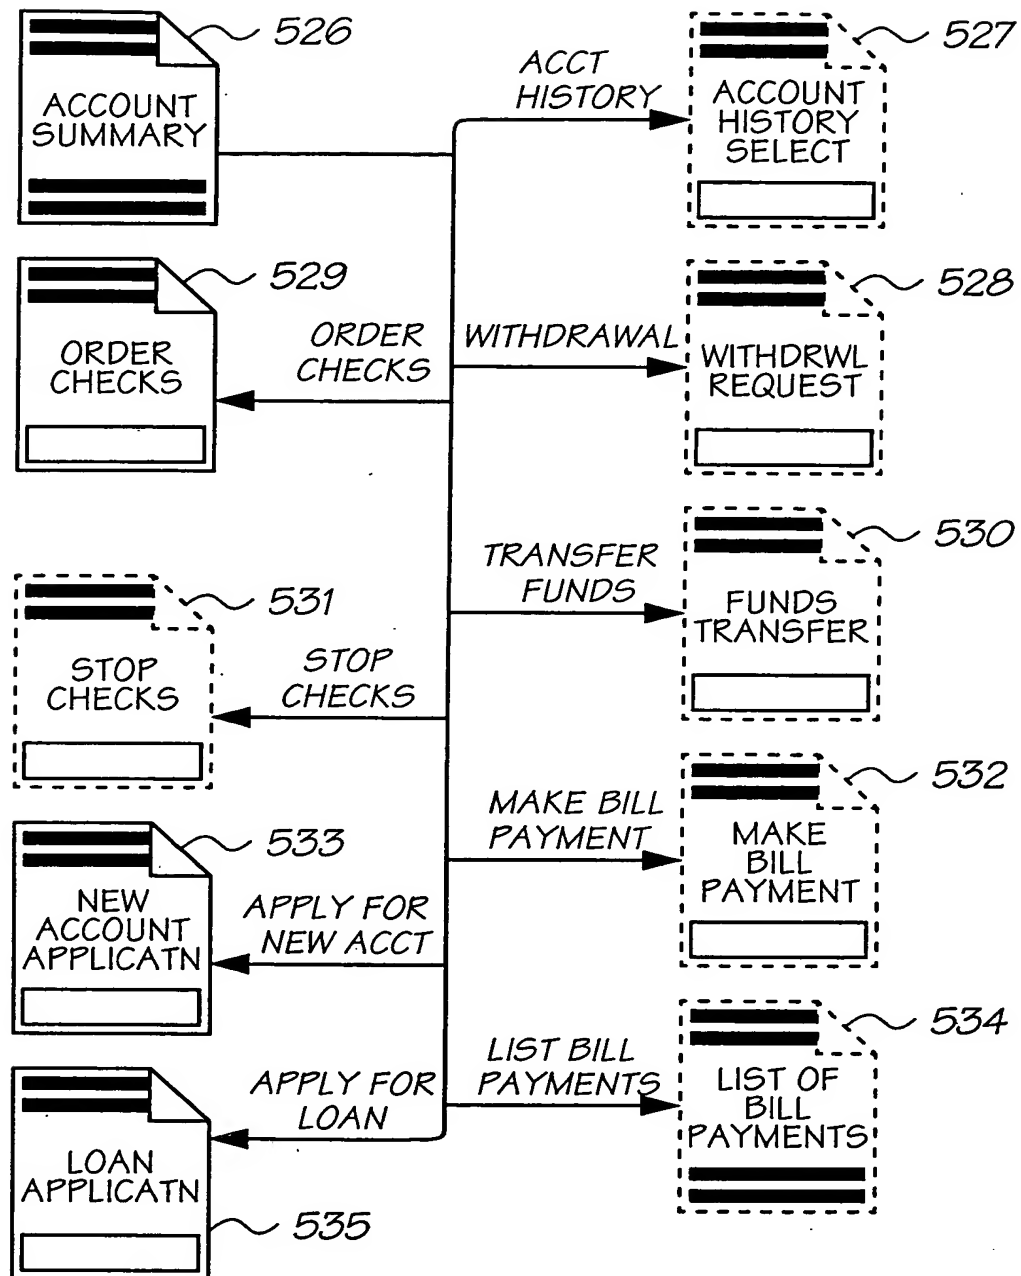 526
ACCOUNT
SUMMARY
ACCT
HISTORY
527
ACCOUNT
HISTORY
SELECT
529
ORDER
CHECKS
ORDER
CHECKS
WITHDRAWAL
528
WITHDRWL
REQUEST
TRANSFER
FUNDS
530
FUNDS
TRANSFER
531
STOP
CHECKS
STOP
CHECKS
MAKE BILL
PAYMENT
532
MAKE
BILL
PAYMENT
533
NEW
ACCOUNT
APPLICATN
APPLY FOR
NEW ACCT
LIST BILL
PAYMENTS
534
LIST OF
BILL
PAYMENTS
APPLY FOR
LOAN
LOAN
APPLICATN
535